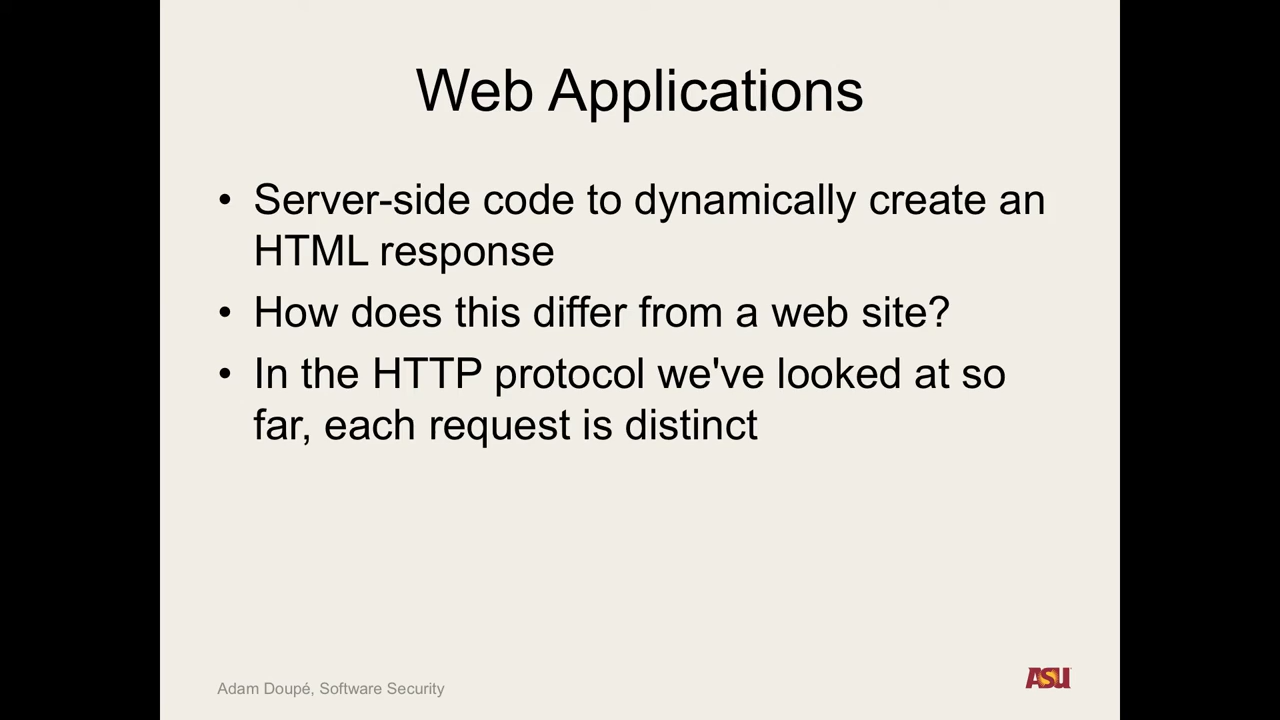 Web Applications
• Server-side code to dynamically create an
HTML response
• How does this differ from a web site?
• In the HTTP protocol we've looked at so
far, each request is distinct
Adam Doupé, Software Security
ASU